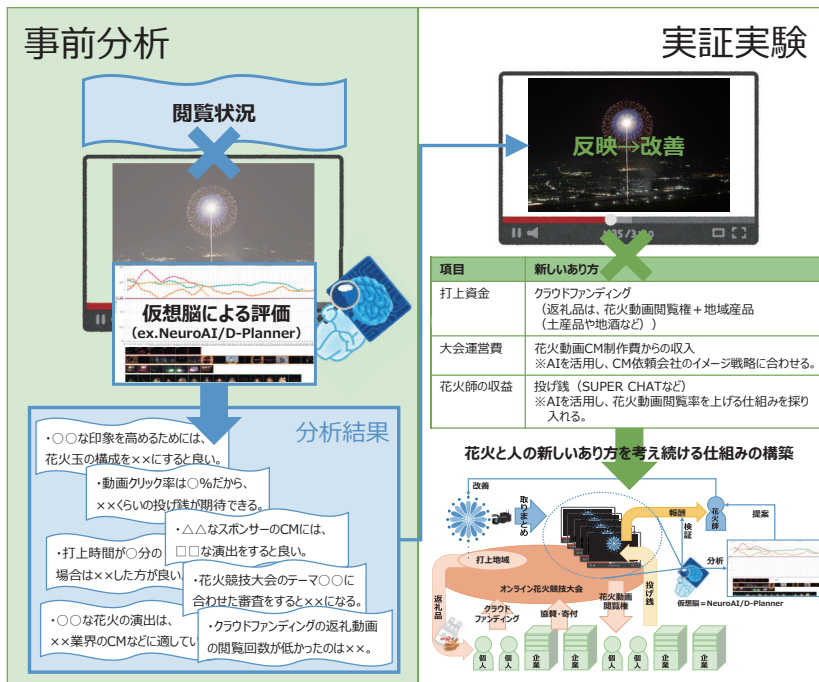 事前分析
閲覧状況
仮想脳による評価
(ex.NeuroAI/D-Planner)
分析結果
・○○な印象を高めるためには、
花火玉の構成を××にすると良い。
・動画クリック率は○%だから、
××くらいの投げ銭が期待できる。
・△△なスポンサーのCMには、
□□な演出をすると良い。
・打上時間が○分の
場合は××した方が良い
・花火競技大会のテーマ○○に
合わせた審査をすると××になる。
・○○な花火の演出は、
××業界のCMなどに適してい
・クラウドファンディングの返礼動画
の閲覧回数が低かったのは××。
実証実験
反映→改善
項目 新しいあり方
打上資金 クラウドファンディング
(返礼品は、花火動画閲覧権+地域産品
(土産品や地酒など))
大会運営費 花火動画CM制作費からの収入
※AIを活用し、CM依頼会社のイメージ戦略に合わせる。
花火師の収益 投げ銭(SUPER CHATなど)
※AIを活用し、花火動画閲覧率を上げる仕組みを採り
入れる。
花火と人の新しいあり方を考え続ける仕組みの構築
改善
取りまとめ
報酬
花火師
提案
検証
分析
打上地域
オンライン花火競技大会
仮想脳=NeuroAI/D-Planner
返礼品
クラウド
ファンディング
協賛・寄付
花火動画
閲覧権
投げ銭
個人
個人
企業
企業
個人
個人
企業
企業